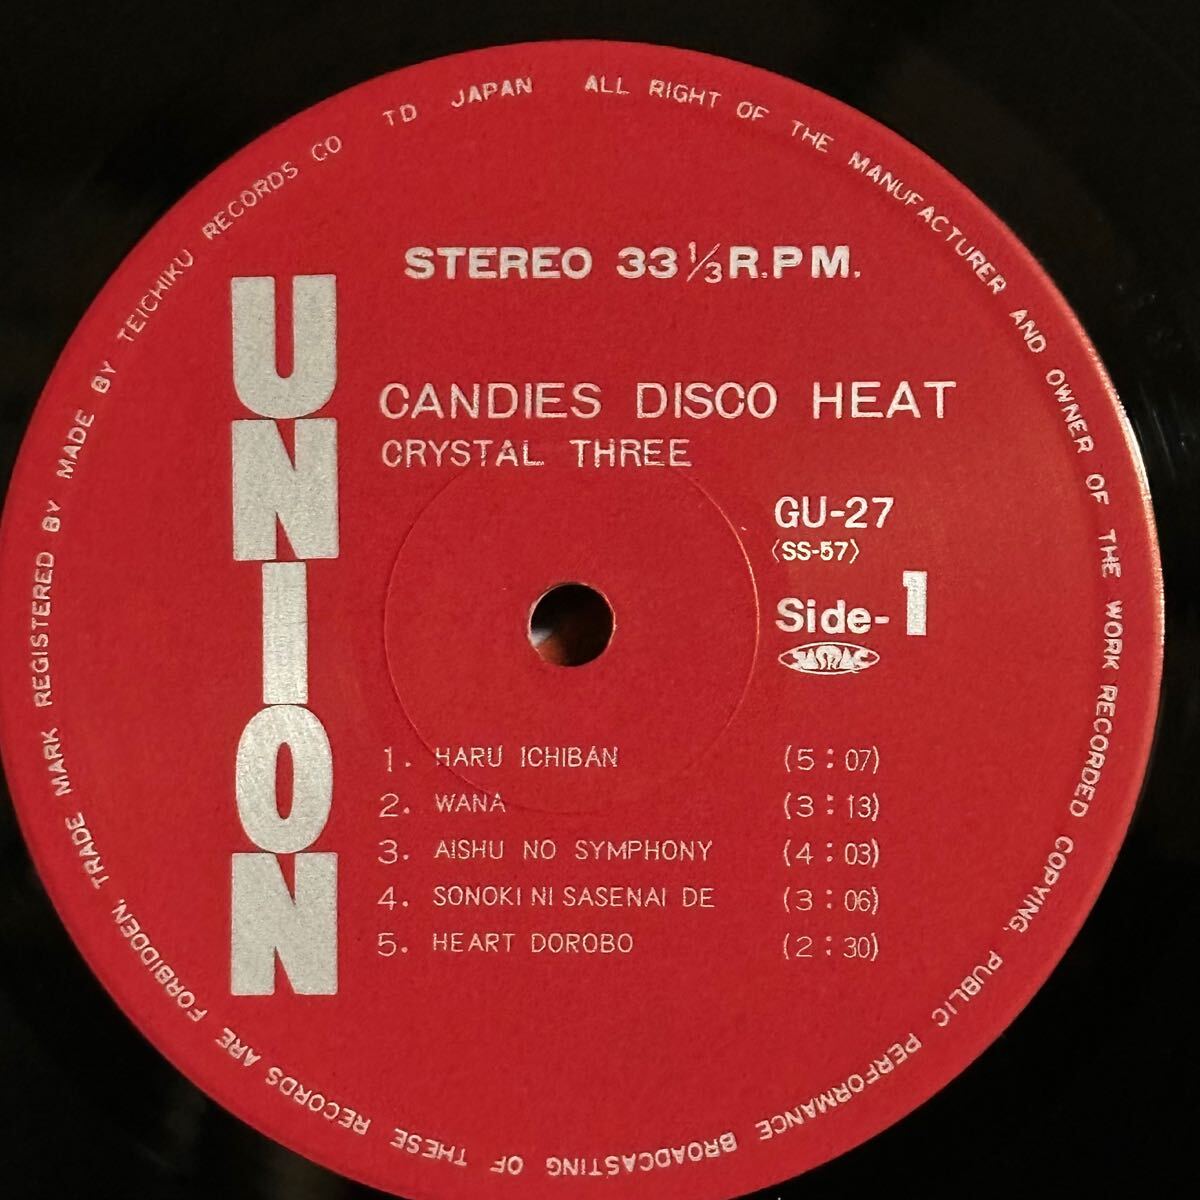 TRADE MARK REGISTERED BY MADE BY TEICHIKU RECORDS CO TD JAPAN ALL RIGHT OF THE MANUFACTURER AND OWNER OF THE WORK RECORDED COPYING, PUBLIC PERFORMANCE BROADCASTING OF THESE RECORDS ARE FORBIDDEN,
UNION
STEREO 33 1/3 R.P.M.
CANDIES DISCO HEAT
CRYSTAL THREE
GU-27
〈SS-57〉
Side-1
JASRAC
1. HARU ICHIBAN (5:07)
2. WANA (3:13)
3. AISHU NO SYMPHONY (4:03)
4. SONOKI NI SASENAI DE (3:06)
5. HEART DOROBO (2:30)